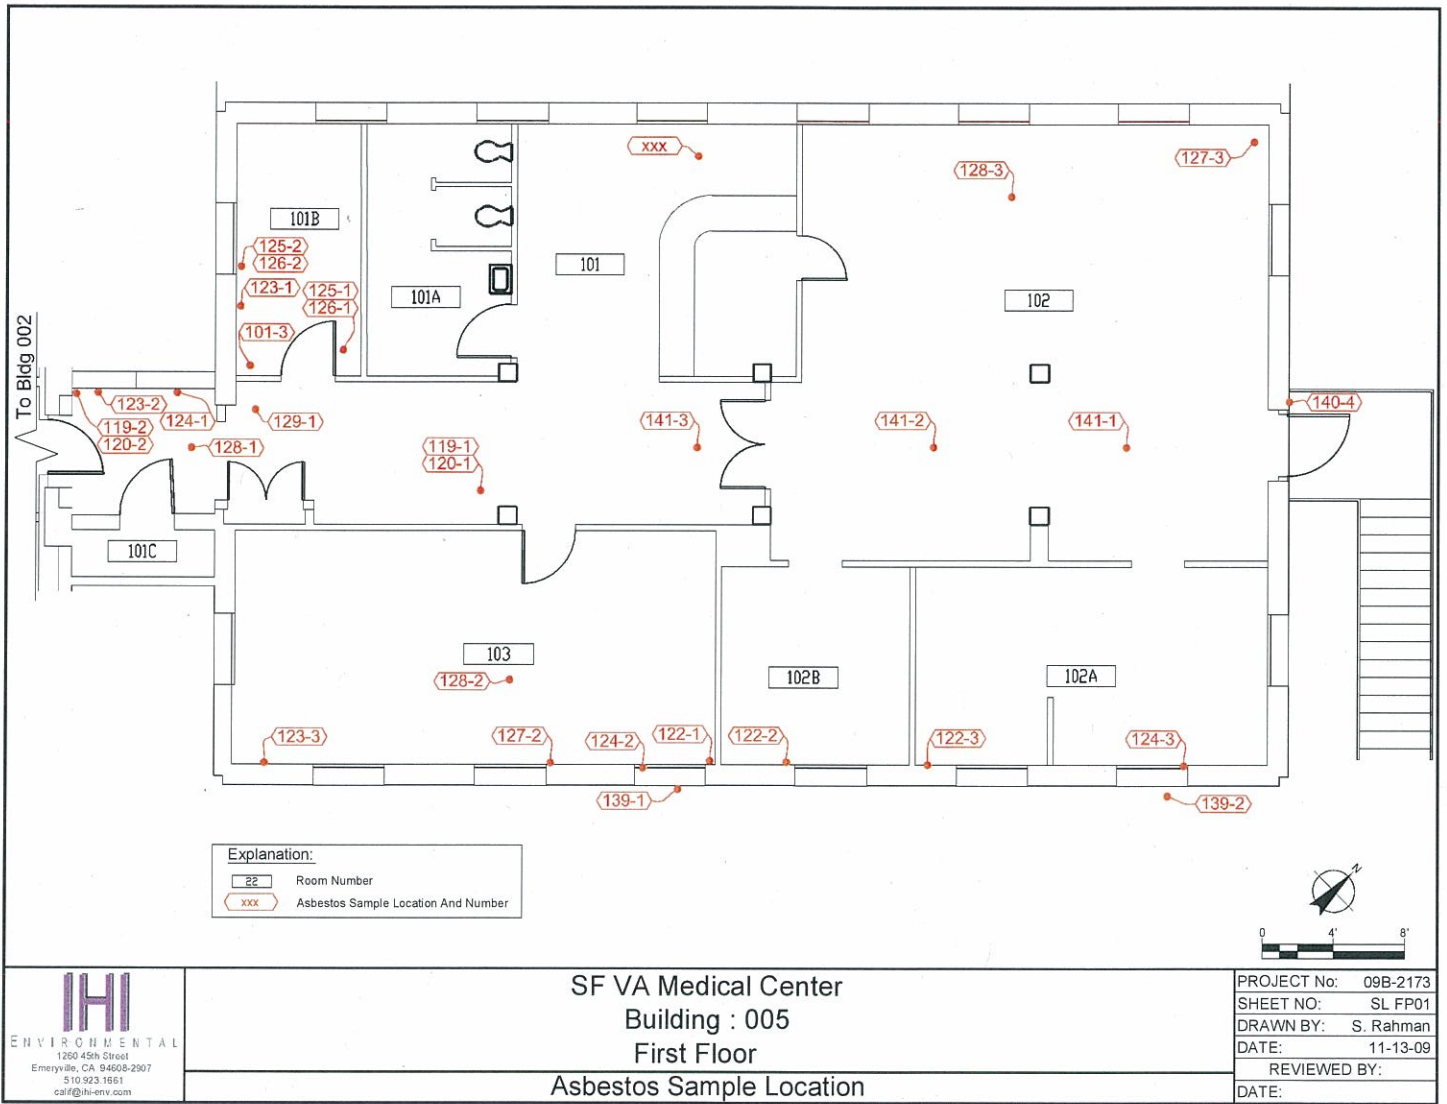 xxx
127-3
128-3
101B
125-2
126-2
101
123-1
125-1
101A
126-1
102
101-3
To Bldg 002
123-2
124-1
129-1
119-2
120-2
128-1
119-1
120-1
141-3
141-2
141-1
140-4
101C
103
128-2
102B
102A
123-3
127-2
124-2
122-1
122-2
122-3
124-3
139-1
139-2
Explanation:
22 Room Number
xxx Asbestos Sample Location And Number
N
0 4' 8'
IHI
ENVIRONMENTAL
1260 45th Street
Emeryville, CA 94608-2907
510.923.1661
calif@ihi-env.com
SF VA Medical Center
Building : 005
First Floor
Asbestos Sample Location
PROJECT No: 09B-2173
SHEET NO: SL FP01
DRAWN BY: S. Rahman
DATE: 11-13-09
REVIEWED BY:
DATE: